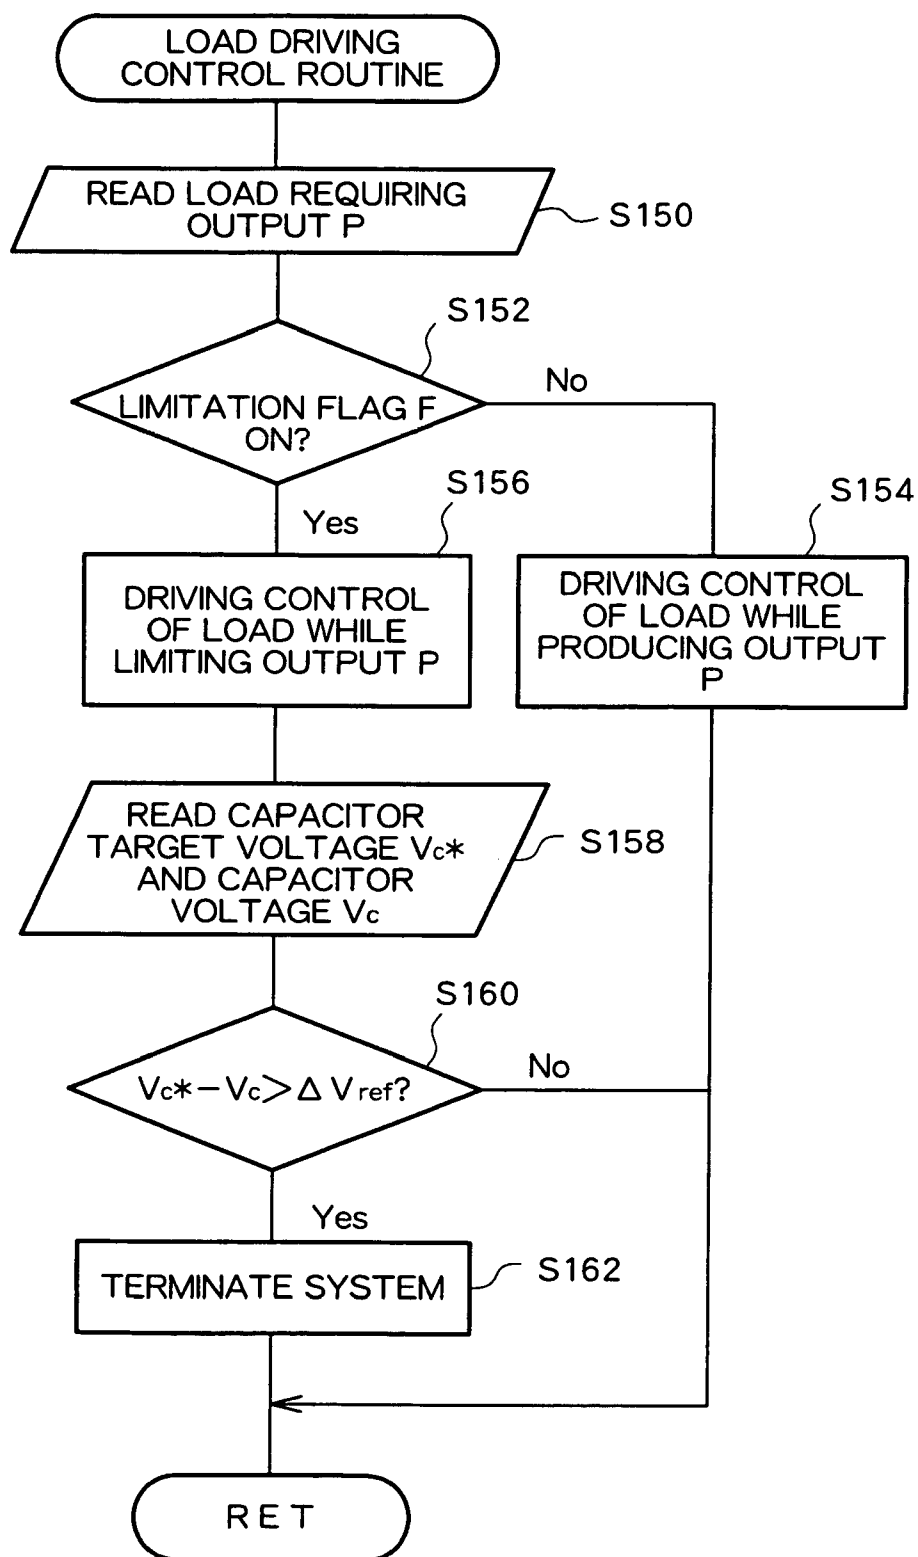 LOAD DRIVING
CONTROL ROUTINE
READ LOAD REQUIRING
OUTPUT P
S150
S152
LIMITATION FLAG F
ON?
No
Yes
S156
S154
DRIVING CONTROL
OF LOAD WHILE
LIMITING OUTPUT P
DRIVING CONTROL
OF LOAD WHILE
PRODUCING OUTPUT
P
READ CAPACITOR
TARGET VOLTAGE Vc*
AND CAPACITOR
VOLTAGE Vc
S158
S160
Vc*-Vc>Δ Vref?
No
Yes
TERMINATE SYSTEM
S162
RET